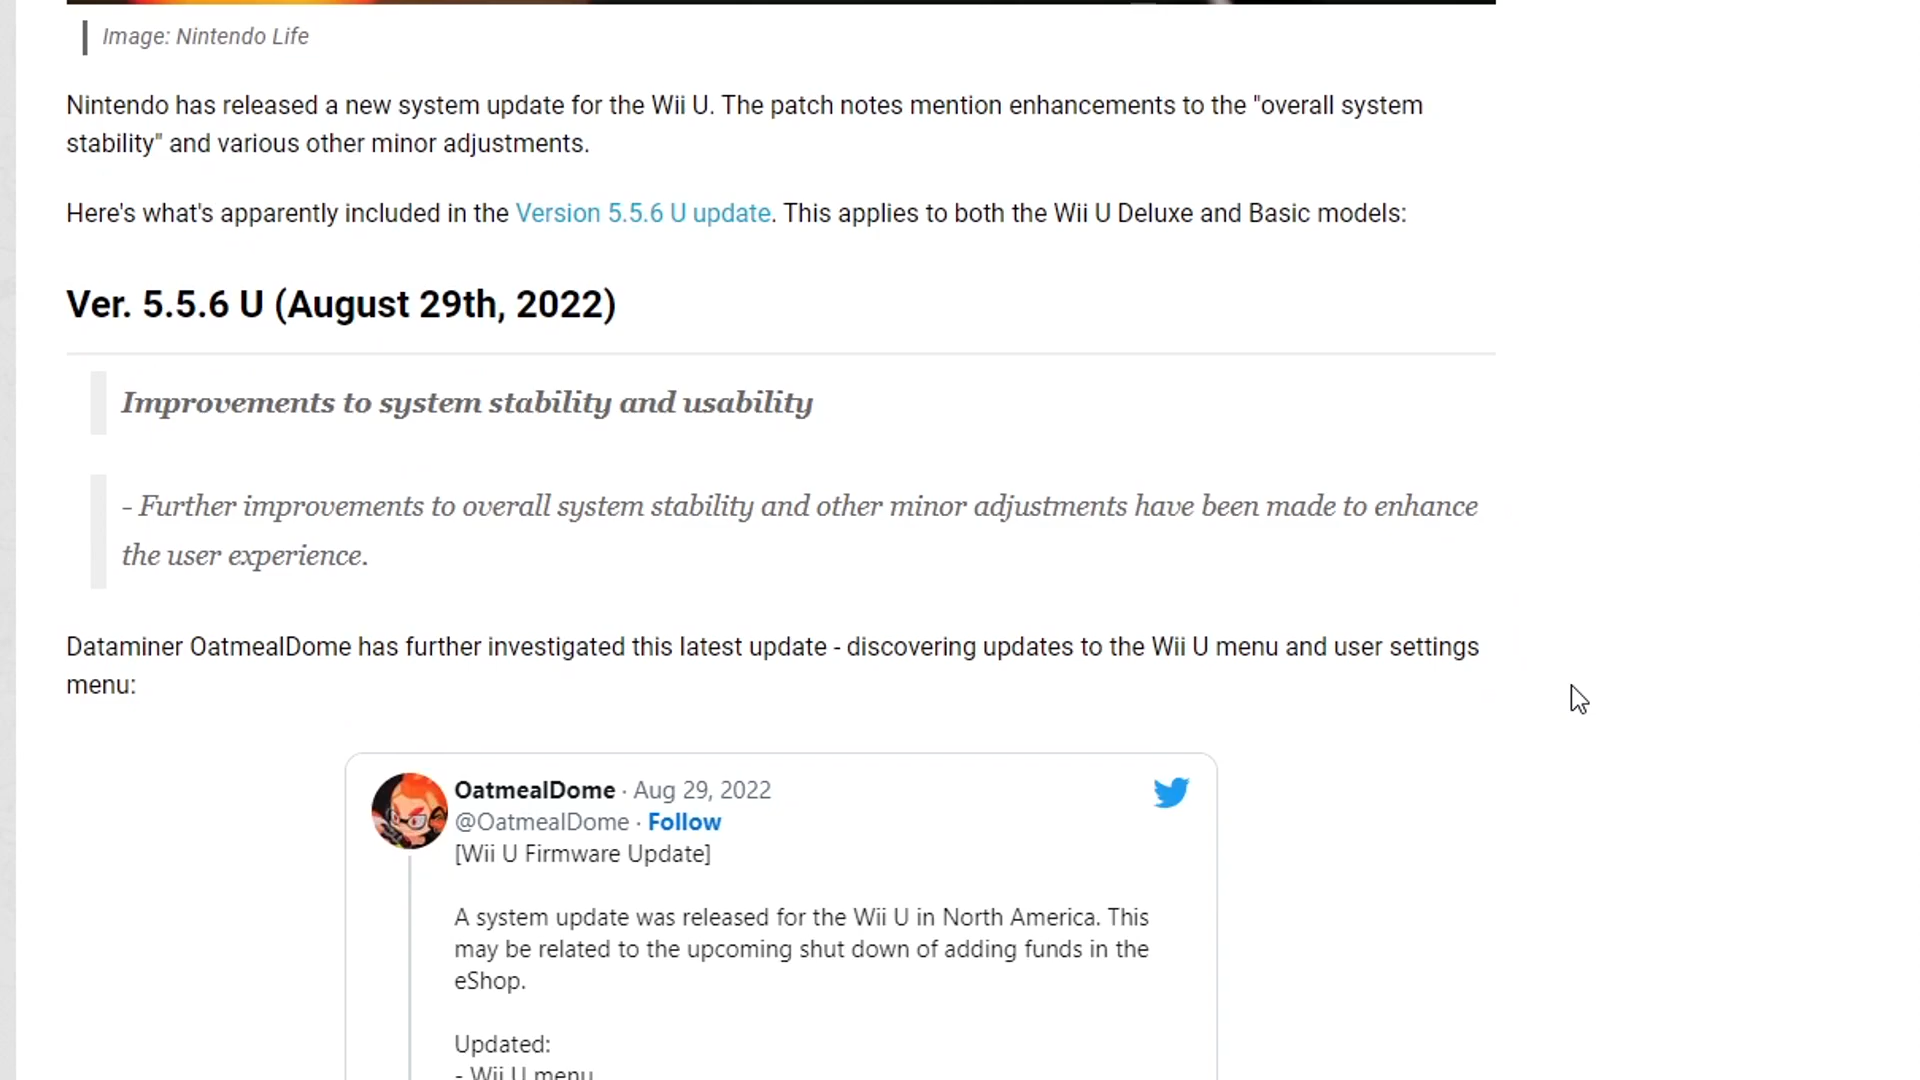 Image: Nintendo Life
Nintendo has released a new system update for the Wii U. The patch notes mention enhancements to the "overall system
stability" and various other minor adjustments.
Here's what's apparently included in the Version 5.5.6 U update. This applies to both the Wii U Deluxe and Basic models:
Ver. 5.5.6 U (August 29th, 2022)
Improvements to system stability and usability
- Further improvements to overall system stability and other minor adjustments have been made to enhance
the user experience.
Dataminer OatmealDome has further investigated this latest update - discovering updates to the Wii U menu and user settings
menu:
OatmealDome · Aug 29, 2022
@OatmealDome · Follow
[Wii U Firmware Update]
A system update was released for the Wii U in North America. This
may be related to the upcoming shut down of adding funds in the
eShop.
Updated:
- Wii U menu